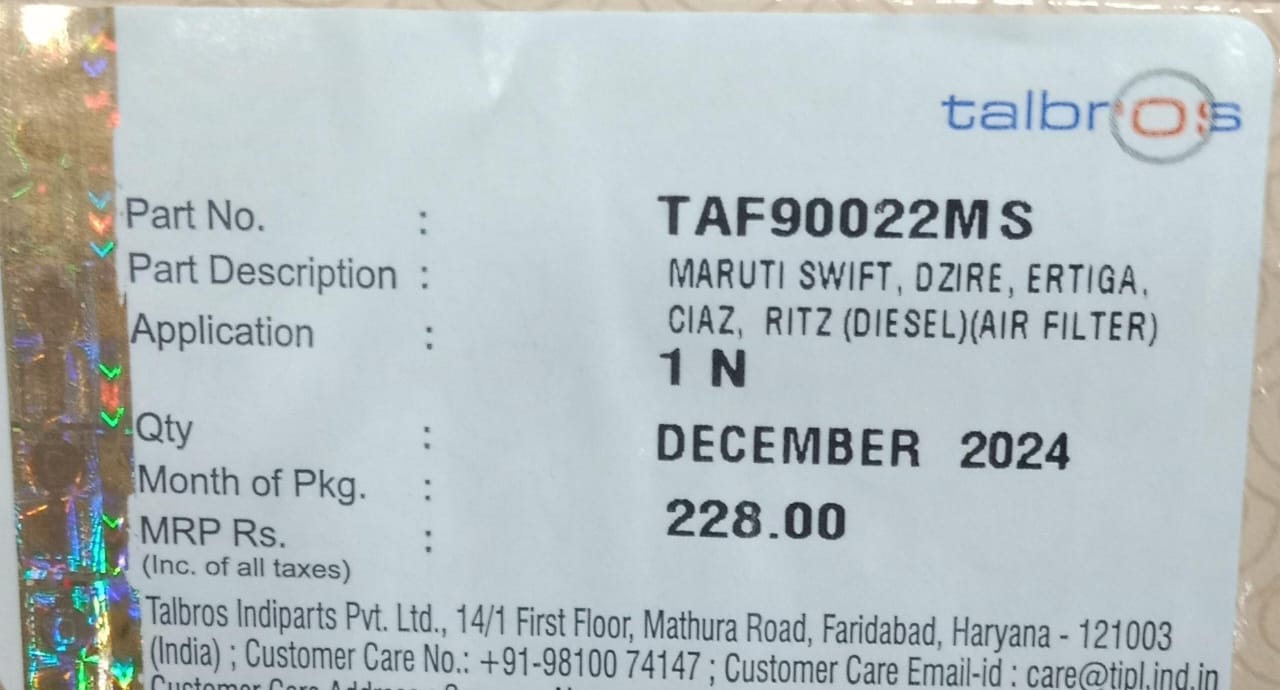 talbros
Part No. : TAF90022MS
Part Description : MARUTI SWIFT, DZIRE, ERTIGA,
Application : CIAZ, RITZ (DIESEL)(AIR FILTER)
1 N
Qty :
DECEMBER 2024
Month of Pkg. :
228.00
MRP Rs. :
(Inc. of all taxes)
Talbros Indiparts Pvt. Ltd., 14/1 First Floor, Mathura Road, Faridabad, Haryana - 121003
(India) ; Customer Care No.: +91-98100 74147 ; Customer Care Email-id : care@tipl.ind.in
Customer Care